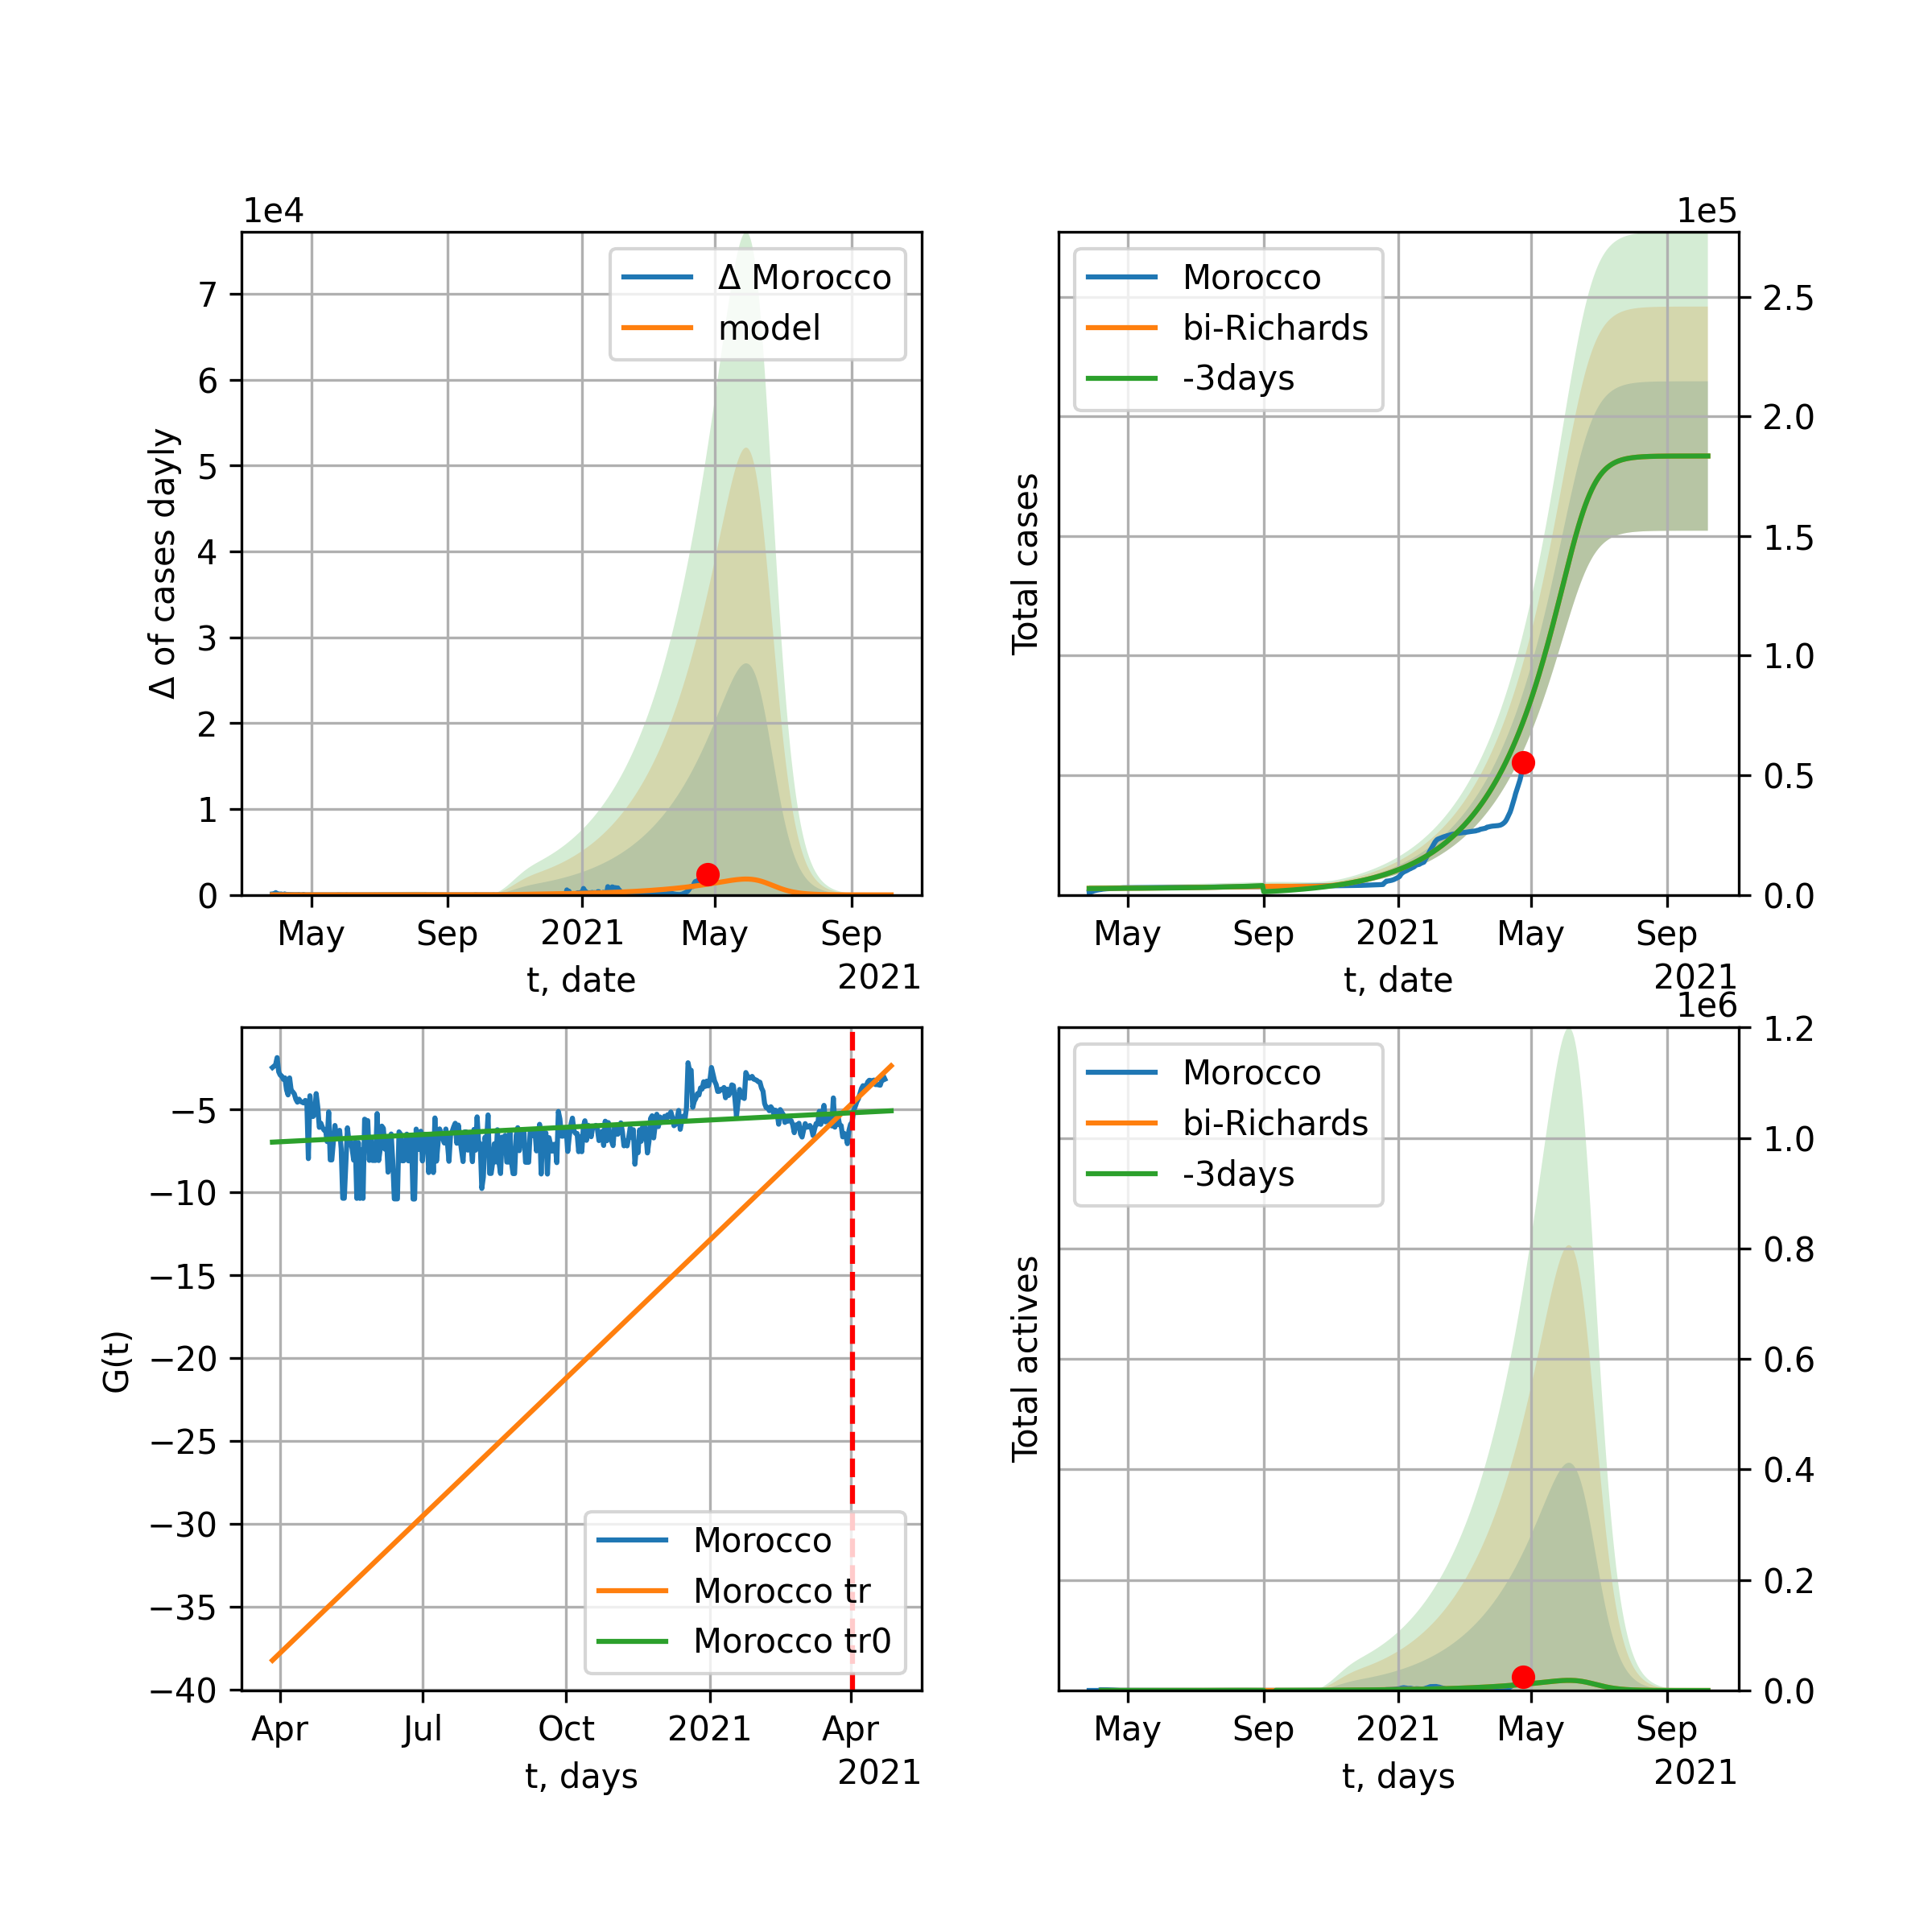 1e4
Δ of cases dayly
7
6
5
4
3
2
1
0
Δ Morocco
model
May Sep 2021 May Sep
t, date
2021
1e5
Total cases
Morocco
bi-Richards
-3days
2.5
2.0
1.5
1.0
0.5
0.0
May Sep 2021 May Sep
t, date
2021
G(t)
−5
−10
−15
−20
−25
−30
−35
−40
Morocco
Morocco tr
Morocco tr0
Apr Jul Oct 2021 Apr
t, days
2021
1e6
Total actives
Morocco
bi-Richards
-3days
1.2
1.0
0.8
0.6
0.4
0.2
0.0
May Sep 2021 May Sep
t, days
2021